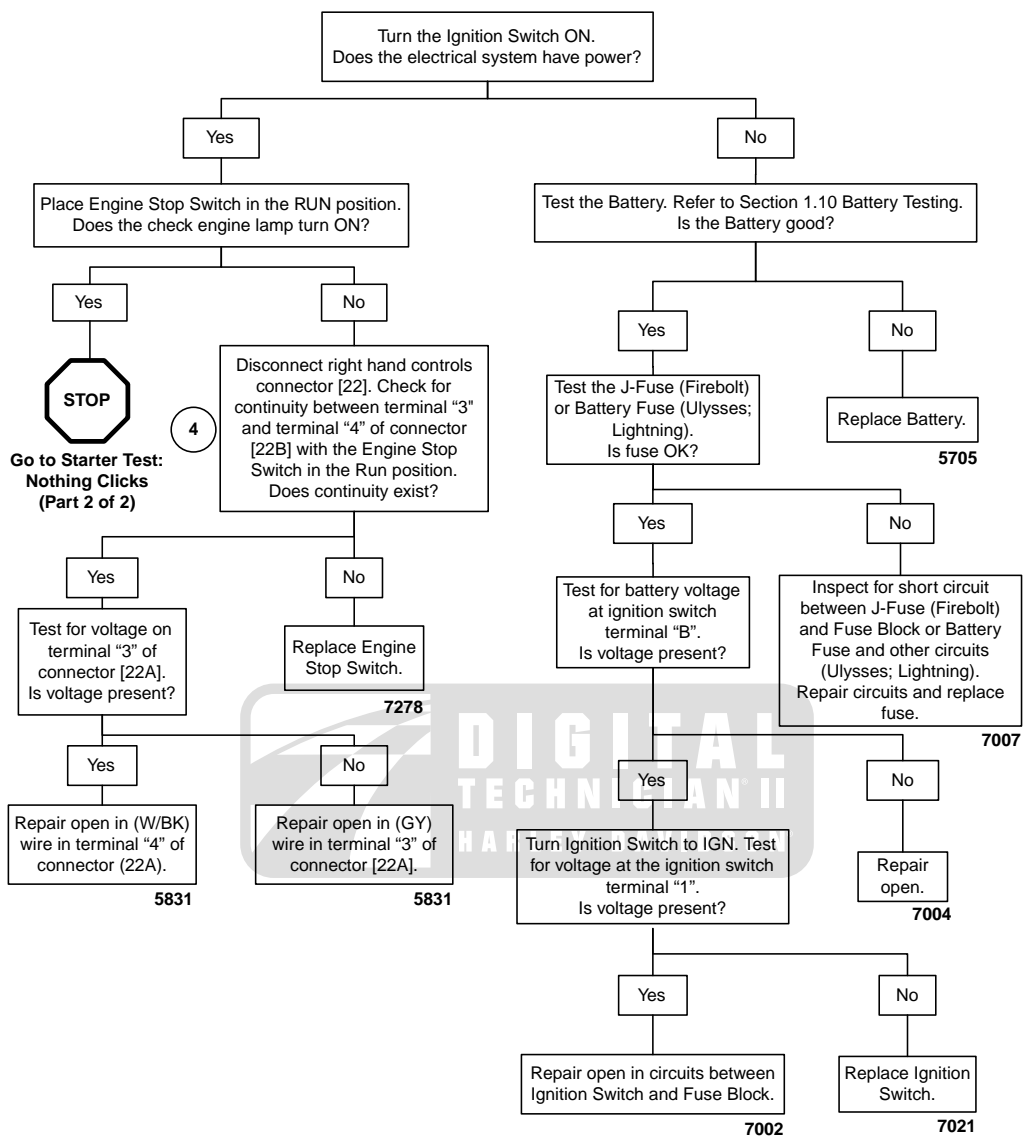 Turn the Ignition Switch ON.
Does the electrical system have power?
Yes
No
Place Engine Stop Switch in the RUN position.
Does the check engine lamp turn ON?
Test the Battery. Refer to Section 1.10 Battery Testing.
Is the Battery good?
Yes
No
Yes
No
STOP
Go to Starter Test:
Nothing Clicks
(Part 2 of 2)
4
Disconnect right hand controls
connector [22]. Check for
continuity between terminal “3”
and terminal “4” of connector
[22B] with the Engine Stop
Switch in the Run position.
Does continuity exist?
Test the J-Fuse (Firebolt)
or Battery Fuse (Ulysses;
Lightning).
Is fuse OK?
Replace Battery.
5705
Yes
No
Yes
No
Test for voltage on
terminal “3” of
connector [22A].
Is voltage present?
Replace Engine
Stop Switch.
7278
Test for battery voltage
at ignition switch
terminal “B”.
Is voltage present?
Inspect for short circuit
between J-Fuse (Firebolt)
and Fuse Block or Battery
Fuse and other circuits
(Ulysses; Lightning).
Repair circuits and replace
fuse.
7007
Yes
No
Yes
No
DIGITAL
TECHNICIAN® II
HARLEY-DAVIDSON
Repair open in (W/BK)
wire in terminal “4” of
connector (22A).
5831
Repair open in (GY)
wire in terminal “3” of
connector [22A].
5831
Turn Ignition Switch to IGN. Test
for voltage at the ignition switch
terminal “1”.
Is voltage present?
Repair
open.
7004
Yes
No
Repair open in circuits between
Ignition Switch and Fuse Block.
7002
Replace Ignition
Switch.
7021